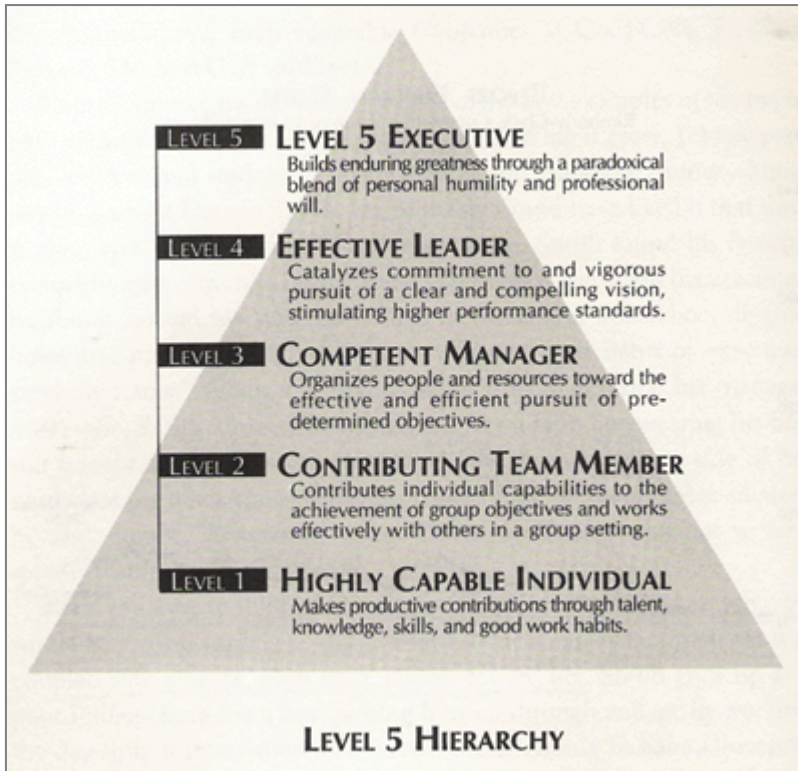 LEVEL 5 LEVEL 5 EXECUTIVE
Builds enduring greatness through a paradoxical
blend of personal humility and professional
will.
LEVEL 4 EFFECTIVE LEADER
Catalyzes commitment to and vigorous
pursuit of a clear and compelling vision,
stimulating higher performance standards.
LEVEL 3 COMPETENT MANAGER
Organizes people and resources toward the
effective and efficient pursuit of pre-
determined objectives.
LEVEL 2 CONTRIBUTING TEAM MEMBER
Contributes individual capabilities to the
achievement of group objectives and works
effectively with others in a group setting.
LEVEL 1 HIGHLY CAPABLE INDIVIDUAL
Makes productive contributions through talent,
knowledge, skills, and good work habits.
LEVEL 5 HIERARCHY